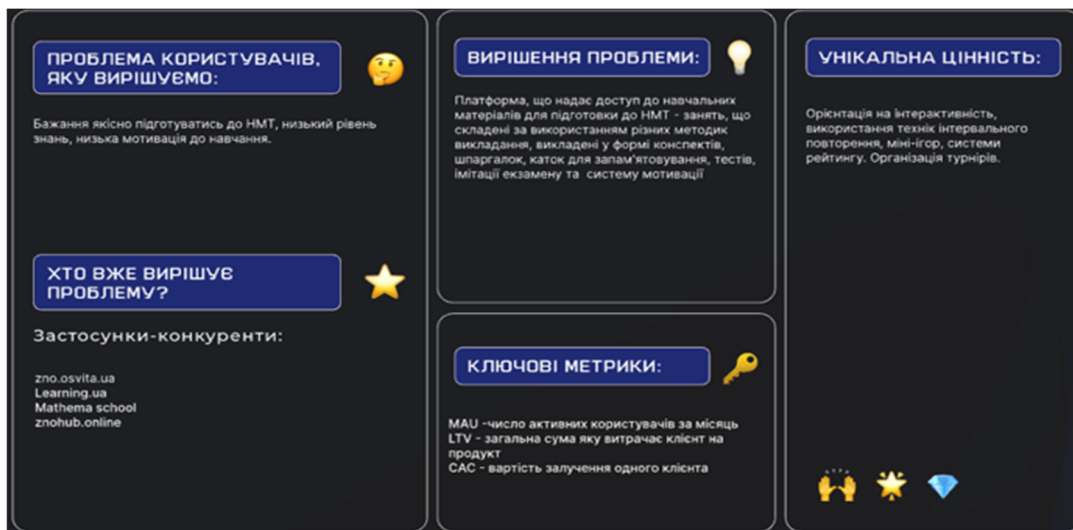 ПРОБЛЕМА КОРИСТУВАЧІВ,
ЯКУ ВИРІШУЄМО:
Бажання якісно підготуватись до НМТ, низький рівень
знань, низька мотивація до навчання.
ХТО ВЖЕ ВИРІШУЄ
ПРОБЛЕМУ?
Застосунки-конкуренти:
zno.osvita.ua
Learning.ua
Mathema school
znohub.online
ВИРІШЕННЯ ПРОБЛЕМИ:
Платформа, що надає доступ до навчальних
матеріалів для підготовки до НМТ - занять, що
складені за використанням різних методик
викладання, викладені у формі конспектів,
шпаргалок, каток для запам'ятовування, тестів,
імітації екзамену та систему мотивації
КЛЮЧОВІ МЕТРИКИ:
MAU -число активних користувачів за місяць
LTV - загальна сума яку витрачає клієнт на
продукт
CAC - вартість залучення одного клієнта
УНІКАЛЬНА ЦІННІСТЬ:
Орієнтація на інтерактивність,
використання технік інтервального
повторення, міні-ігор, системи
рейтингу. Організація турнірів.